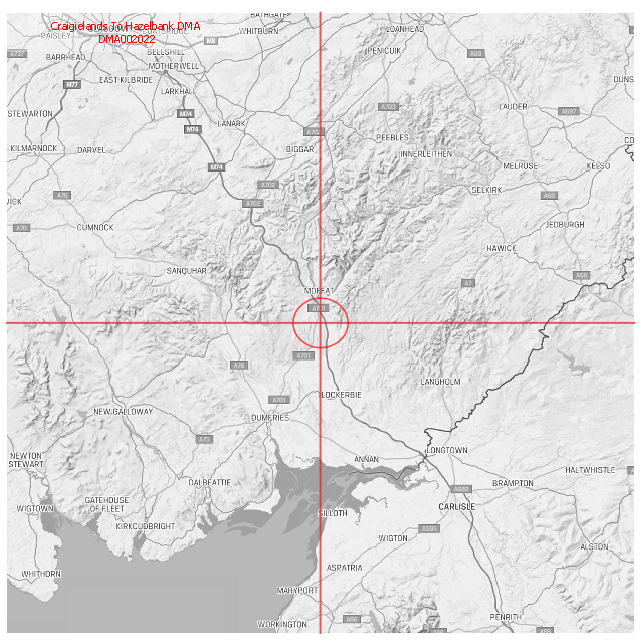 BATHGATE
Craigielands To Hazelbank DMA
DMA002022
PAISLEY
WHITBURN
LOANHEAD
A737
M8
PENICUIK
A68
BARRHEAD
BELLSHILL
MOTHERWELL
M77
EAST KILBRIDE
LARKHALL
DUNS
STEWARTON
M74
A703
LAUDER
A697
LANARK
M74
A702
PEEBLES
KILMARNOCK
DARVEL
BIGGAR
INNERLEITHEN
M74
MELROSE
KELSO
A76
A702
SELKIRK
A68
A702
A70
CUMNOCK
JEDBURGH
HAWICK
SANQUHAR
A68
A7
MOFFAT
A701
A701
A76
LANGHOLM
LOCKERBIE
A701
NEW GALLOWAY
DUMFRIES
A75
NEWTON
STEWART
ANNAN
LONGTOWN
HALTWHISTLE
DALBEATTIE
BRAMPTON
A689
WIGTOWN
GATEHOUSE
OF FLEET
CARLISLE
SILLOTH
KIRKCUDBRIGHT
A595
WIGTON
ALSTON
WHITHORN
ASPATRIA
MARYPORT
PENRITH
A66
WORKINGTON
A66